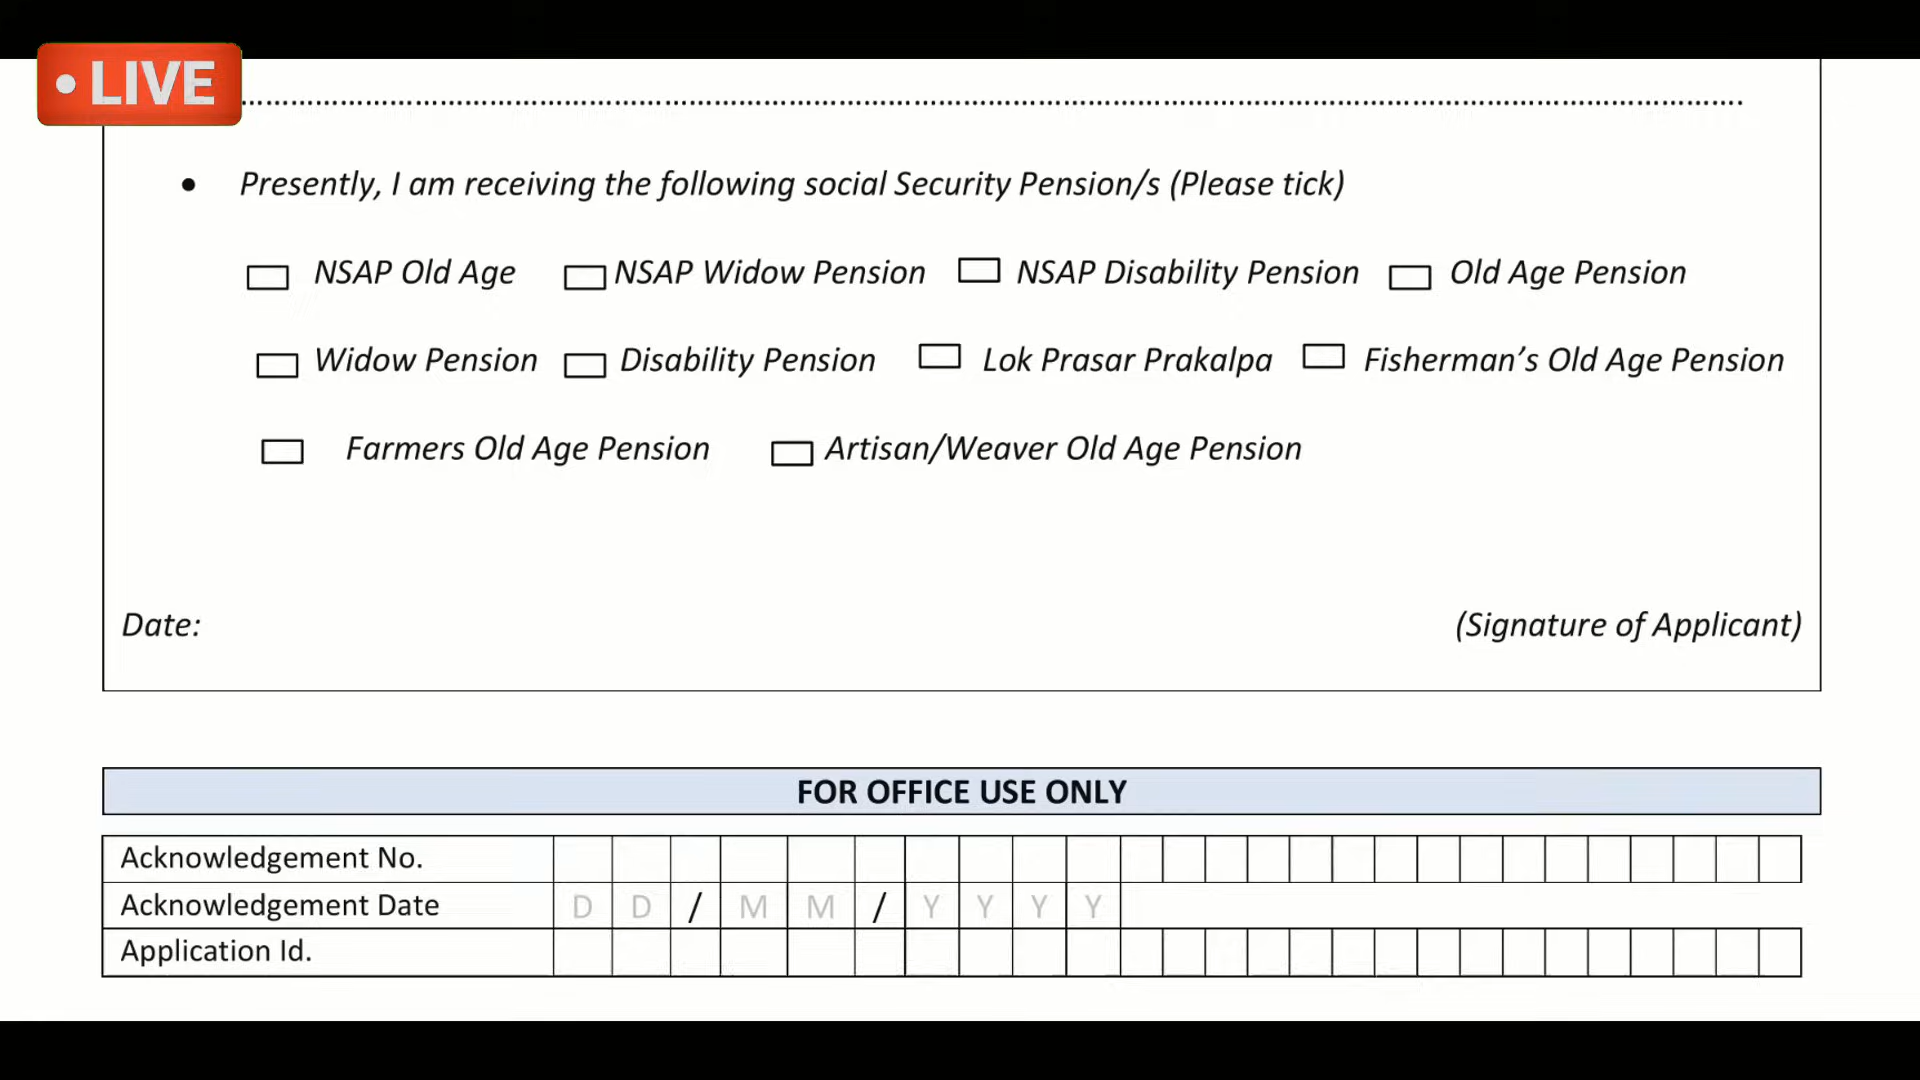 LIVE
Presently, I am receiving the following social Security Pension/s (Please tick)
NSAP Old Age NSAP Widow Pension NSAP Disability Pension Old Age Pension
Widow Pension Disability Pension Lok Prasar Prakalpa Fisherman’s Old Age Pension
Farmers Old Age Pension Artisan/Weaver Old Age Pension
Date: (Signature of Applicant)
FOR OFFICE USE ONLY
Acknowledgement No.
Acknowledgement Date D D / M M / Y Y Y Y
Application Id.